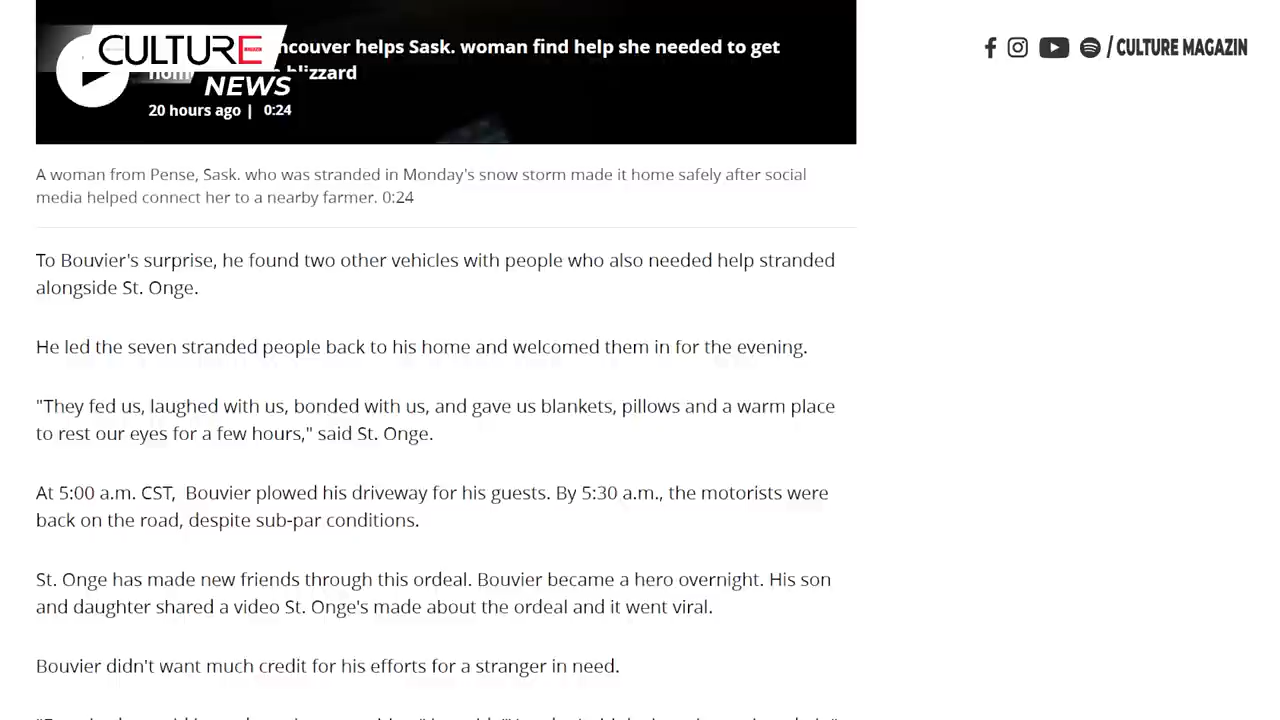 CULTURE
NEWS
ncouver helps Sask. woman find help she needed to get
blizzard
20 hours ago | 0:24
/ CULTURE MAGAZIN
A woman from Pense, Sask. who was stranded in Monday's snow storm made it home safely after social
media helped connect her to a nearby farmer. 0:24
To Bouvier's surprise, he found two other vehicles with people who also needed help stranded
alongside St. Onge.
He led the seven stranded people back to his home and welcomed them in for the evening.
"They fed us, laughed with us, bonded with us, and gave us blankets, pillows and a warm place
to rest our eyes for a few hours," said St. Onge.
At 5:00 a.m. CST,  Bouvier plowed his driveway for his guests. By 5:30 a.m., the motorists were
back on the road, despite sub-par conditions.
St. Onge has made new friends through this ordeal. Bouvier became a hero overnight. His son
and daughter shared a video St. Onge's made about the ordeal and it went viral.
Bouvier didn't want much credit for his efforts for a stranger in need.